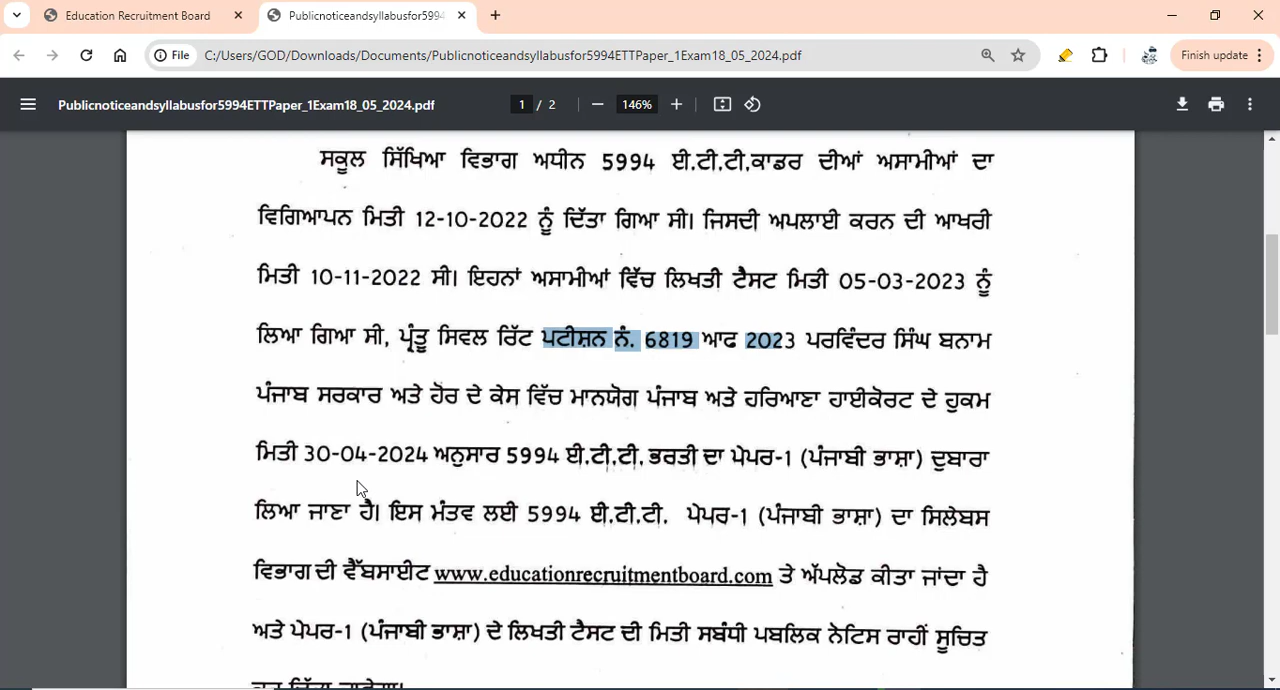 Education Recruitment Board
Publicnoticeandsyllabusfor5994
File
C:/Users/GOD/Downloads/Documents/Publicnoticeandsyllabusfor5994ETTPaper_1Exam18_05_2024.pdf
Finish update
Publicnoticeandsyllabusfor5994ETTPaper_1Exam18_05_2024.pdf
1 / 2
146%
ਸਕੂਲ ਸਿੱਖਿਆ ਵਿਭਾਗ ਅਧੀਨ 5994 ਈ.ਟੀ.ਟੀ.ਕਾਡਰ ਦੀਆਂ ਅਸਾਮੀਆਂ ਦਾ
ਵਿਗਿਆਪਨ ਮਿਤੀ 12-10-2022 ਨੂੰ ਦਿੱਤਾ ਗਿਆ ਸੀ। ਜਿਸਦੀ ਅਪਲਾਈ ਕਰਨ ਦੀ ਆਖਰੀ
ਮਿਤੀ 10-11-2022 ਸੀ। ਇਹਨਾਂ ਅਸਾਮੀਆਂ ਵਿੱਚ ਲਿਖਤੀ ਟੈਸਟ ਮਿਤੀ 05-03-2023 ਨੂੰ
ਲਿਆ ਗਿਆ ਸੀ, ਪ੍ਰੰਤੂ ਸਿਵਲ ਰਿੱਟ ਪਟੀਸ਼ਨ ਨੰ. 6819 ਆਫ 2023 ਪਰਵਿੰਦਰ ਸਿੰਘ ਬਨਾਮ
ਪੰਜਾਬ ਸਰਕਾਰ ਅਤੇ ਹੋਰ ਦੇ ਕੇਸ ਵਿੱਚ ਮਾਨਯੋਗ ਪੰਜਾਬ ਅਤੇ ਹਰਿਆਣਾ ਹਾਈਕੋਰਟ ਦੇ ਹੁਕਮ
ਮਿਤੀ 30-04-2024 ਅਨੁਸਾਰ 5994 ਈ.ਟੀ.ਟੀ. ਭਰਤੀ ਦਾ ਪੇਪਰ-1 (ਪੰਜਾਬੀ ਭਾਸ਼ਾ) ਦੁਬਾਰਾ
ਲਿਆ ਜਾਣਾ ਹੈ। ਇਸ ਮੰਤਵ ਲਈ 5994 ਈ.ਟੀ.ਟੀ. ਪੇਪਰ-1 (ਪੰਜਾਬੀ ਭਾਸ਼ਾ) ਦਾ ਸਿਲੇਬਸ
ਵਿਭਾਗ ਦੀ ਵੈੱਬਸਾਈਟ www.educationrecruitmentboard.com ਤੇ ਅੱਪਲੋਡ ਕੀਤਾ ਜਾਂਦਾ ਹੈ
ਅਤੇ ਪੇਪਰ-1 (ਪੰਜਾਬੀ ਭਾਸ਼ਾ) ਦੇ ਲਿਖਤੀ ਟੈਸਟ ਦੀ ਮਿਤੀ ਸਬੰਧੀ ਪਬਲਿਕ ਨੋਟਿਸ ਰਾਹੀਂ ਸੂਚਿਤ